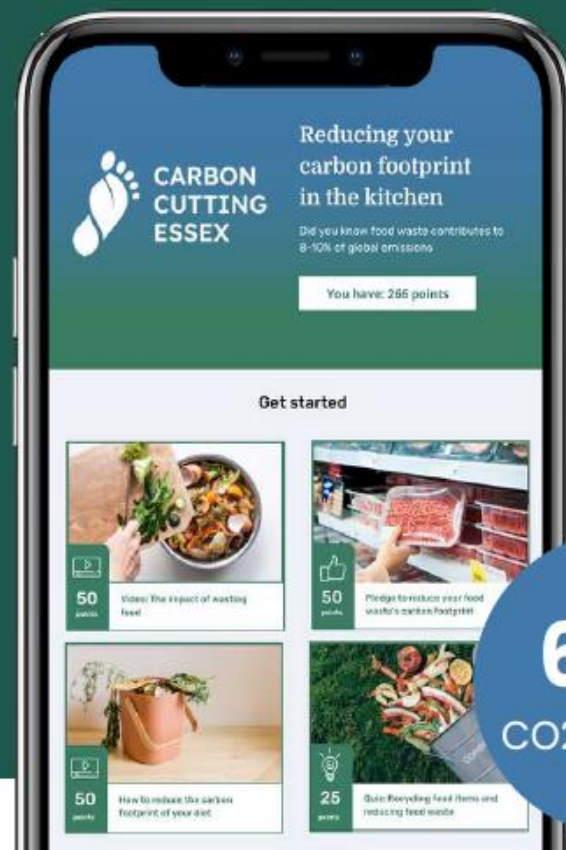 CARBON
CUTTING
ESSEX
Reducing your
carbon footprint
in the kitchen
Did you know food waste contributes to
8-10% of global emissions
You have: 266 points
Get started
50
points
Video: The impact of wasting
food
50
points
Pledge to reduce your food
waste's carbon footprint
50
points
How to reduce the carbon
footprint of your diet
25
points
Quiz: Recycling food items and
reducing food waste
6
CO2